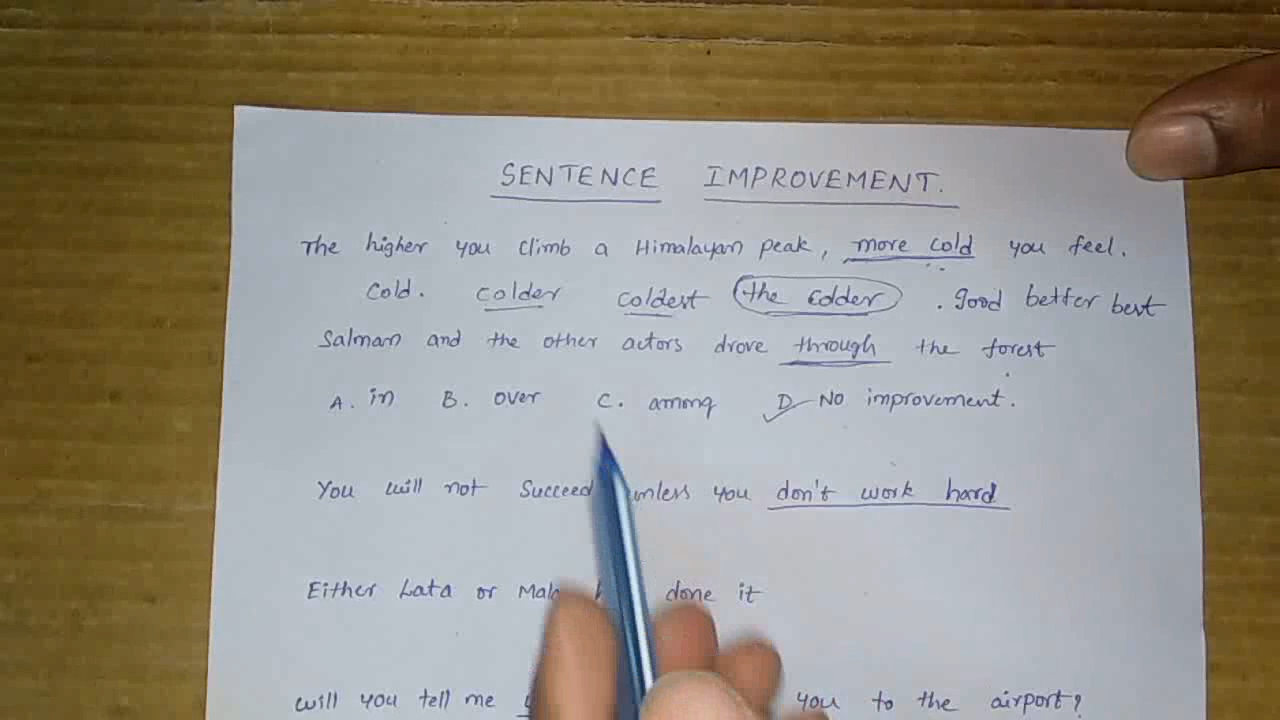 SENTENCE IMPROVEMENT.
The higher you climb a Himalayan peak, more cold you feel.
Cold. colder coldest the colder . Good better best
Salman and the other actors drove through the forest
A. in B. over C. among D No improvement.
You will not Succeed unless you don't work hard
Either Lata or done it
will you tell me you to the airport?